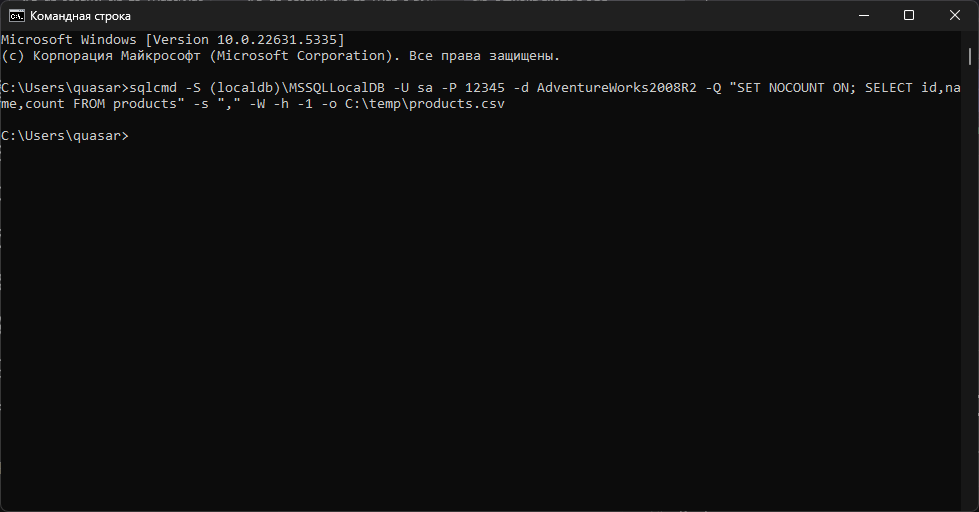 Командная строка
Microsoft Windows [Version 10.0.22631.5335]
(c) Корпорация Майкрософт (Microsoft Corporation). Все права защищены.
C:\Users\quasar>sqlcmd -S (localdb)\MSSQLLocalDB -U sa -P 12345 -d AdventureWorks2008R2 -Q "SET NOCOUNT ON; SELECT id,na
me,count FROM products" -s "," -W -h -1 -o C:\temp\products.csv
C:\Users\quasar>